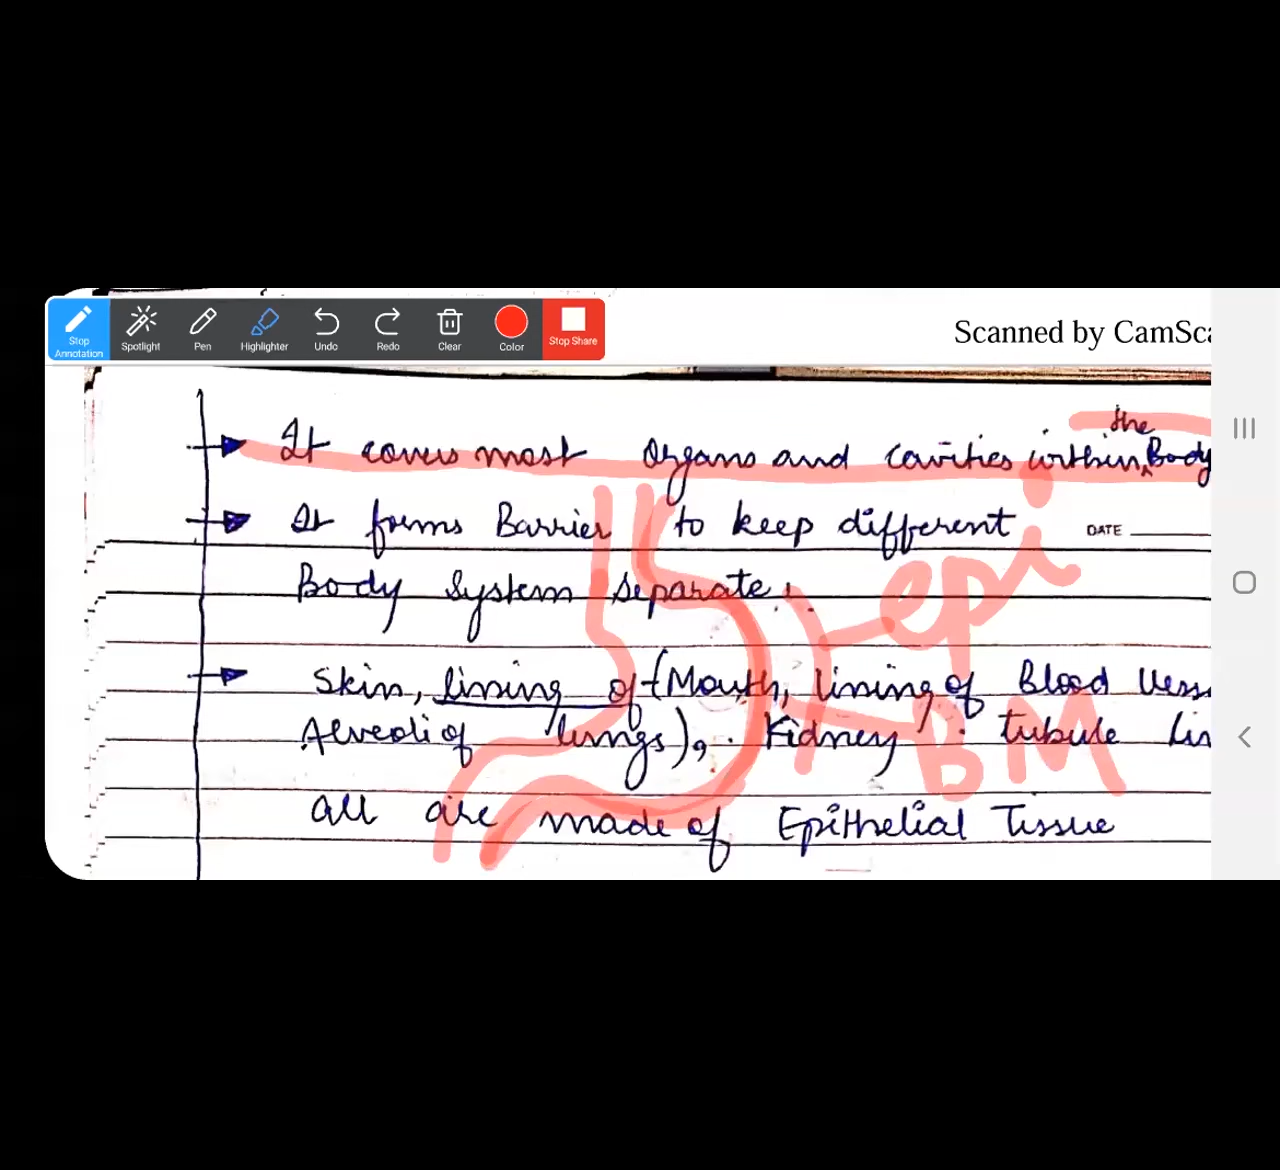 Stop Annotation Spotlight Pen Highlighter Undo Redo Clear Color Stop Share
Scanned by CamSca
the
It covers most Organs and cavities within Body
It forms Barrier to keep different DATE
Body System Separate.
epi
Skin, lining of (Mouth, lining of Blood Vess
Alveoli of lungs), Kidney tubule lin
BM
all are made of Epithelial Tissue